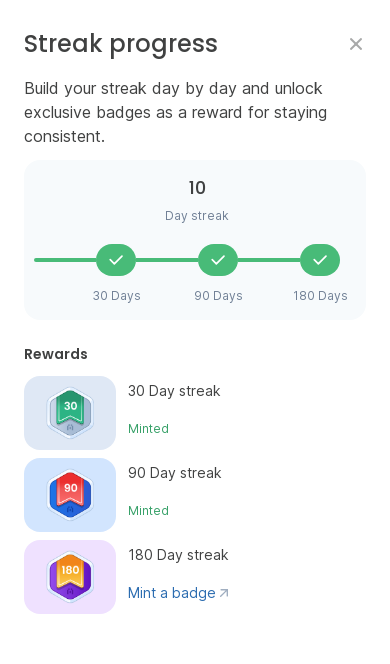 Streak progress
Build your streak day by day and unlock
exclusive badges as a reward for staying
consistent.
10
Day streak
30 Days 90 Days 180 Days
Rewards
30
30 Day streak
Minted
90
90 Day streak
Minted
180
180 Day streak
Mint a badge